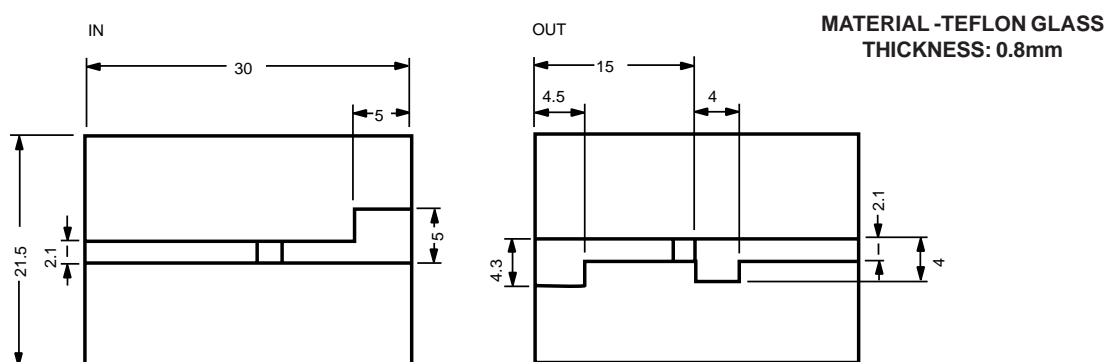 IN
OUT
MATERIAL -TEFLON GLASS
THICKNESS: 0.8mm
30
15
4.5
4
5
21.5
2.1
5
4.3
2.1
4